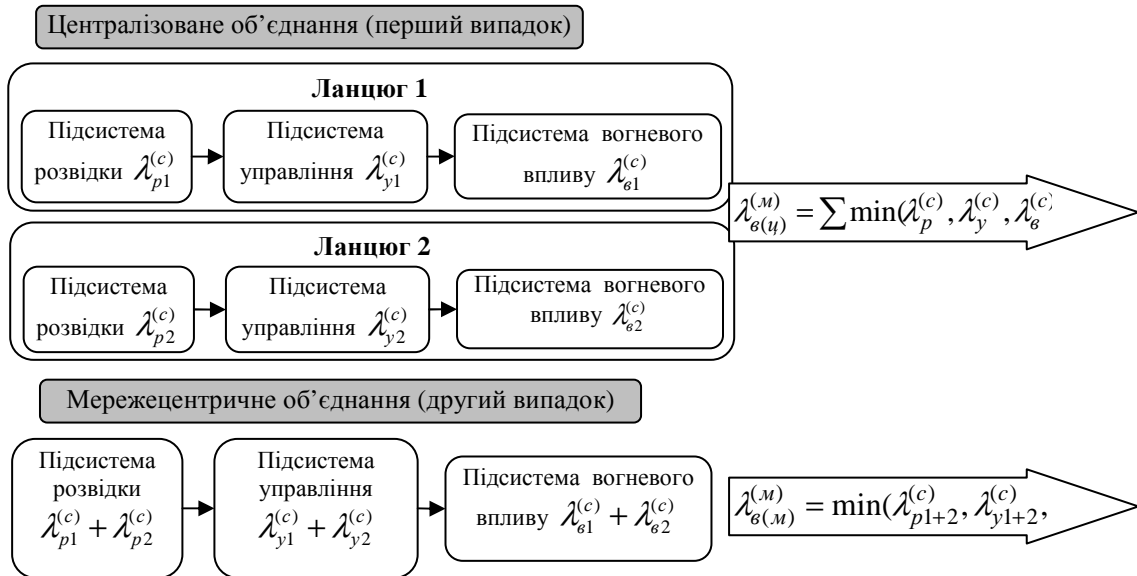 Централізоване об’єднання (перший випадок)
Ланцюг 1
Підсистема
розвідки λ_{р1}^{(с)}
Підсистема
управління λ_{у1}^{(с)}
Підсистема вогневого
впливу λ_{в1}^{(с)}
λ_{в(ц)}^{(м)} = ∑ min(λ_р^{(с)}, λ_у^{(с)}, λ_в^{(с)}
Ланцюг 2
Підсистема
розвідки λ_{р2}^{(с)}
Підсистема
управління λ_{у2}^{(с)}
Підсистема вогневого
впливу λ_{в2}^{(с)}
Мережецентричне об’єднання (другий випадок)
Підсистема
розвідки
λ_{р1}^{(с)} + λ_{р2}^{(с)}
Підсистема
управління
λ_{у1}^{(с)} + λ_{у2}^{(с)}
Підсистема вогневого
впливу λ_{в1}^{(с)} + λ_{в2}^{(с)}
λ_{в(м)}^{(м)} = min(λ_{р1+2}^{(с)}, λ_{у1+2}^{(с)},